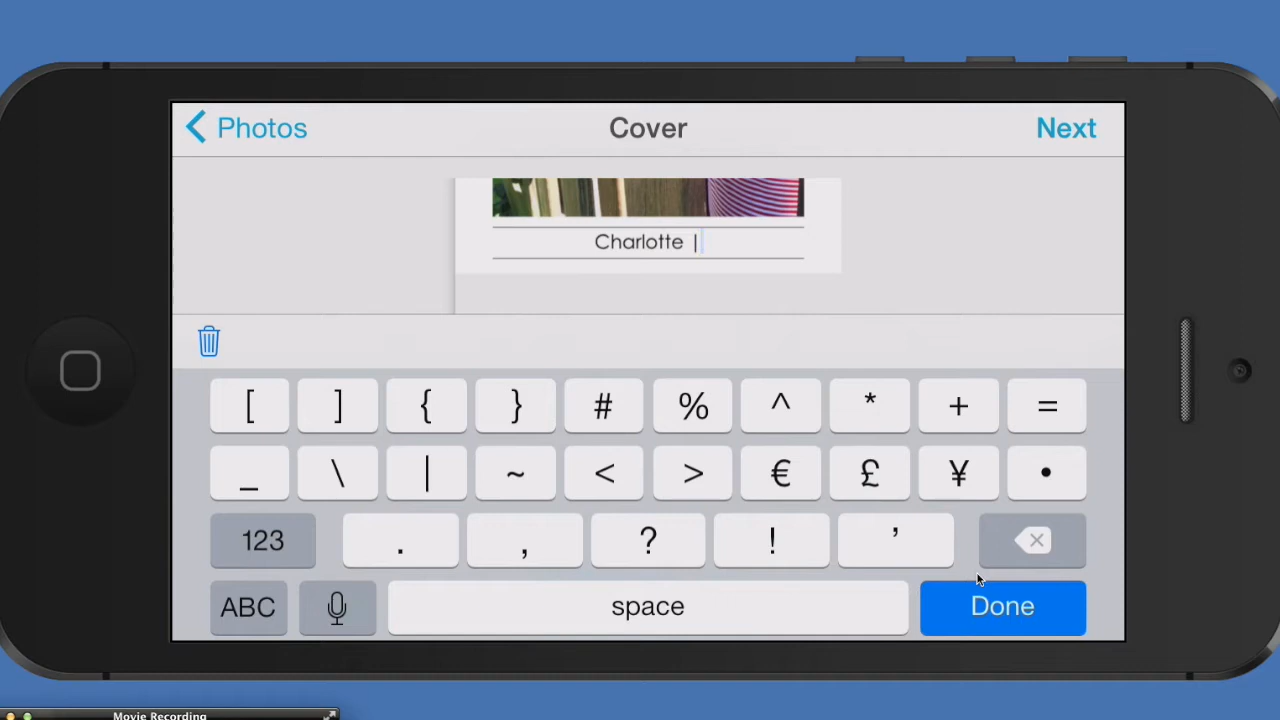 Photos
Cover
Next
Charlotte |
[ ] { } # % ^ * + =
_ \ | ~ < > € £ ¥ •
123 . , ? ! ’
ABC space Done
Movie Recording